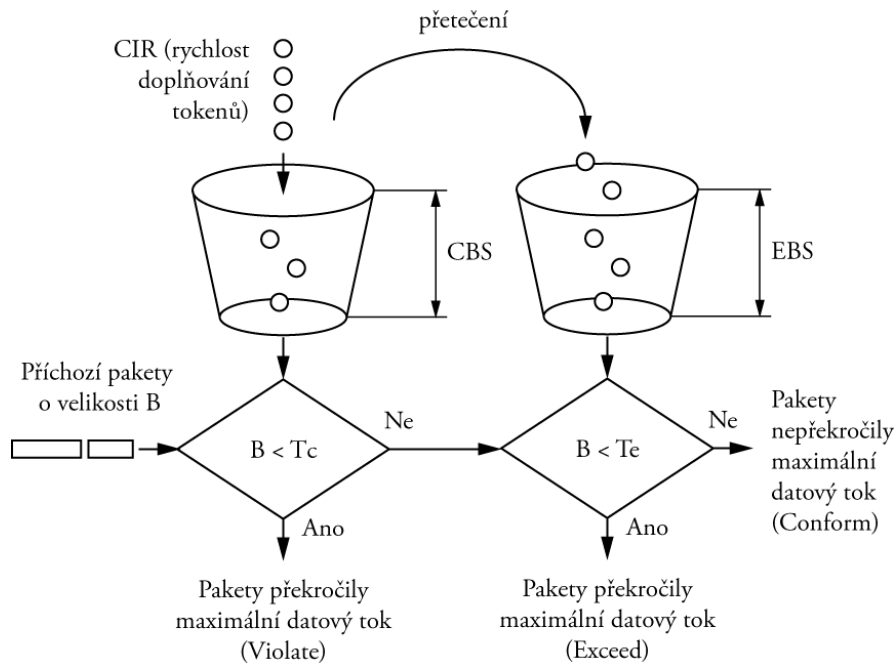 přetečení
CIR (rychlost
doplňování
tokenů)
CBS
EBS
Příchozí pakety
o velikosti B
B < Tc
Ne
B < Te
Ne
Pakety
nepřekročily
maximální
datový tok
(Conform)
Ano
Ano
Pakety překročily
maximální datový tok
(Violate)
Pakety překročily
maximální datový tok
(Exceed)